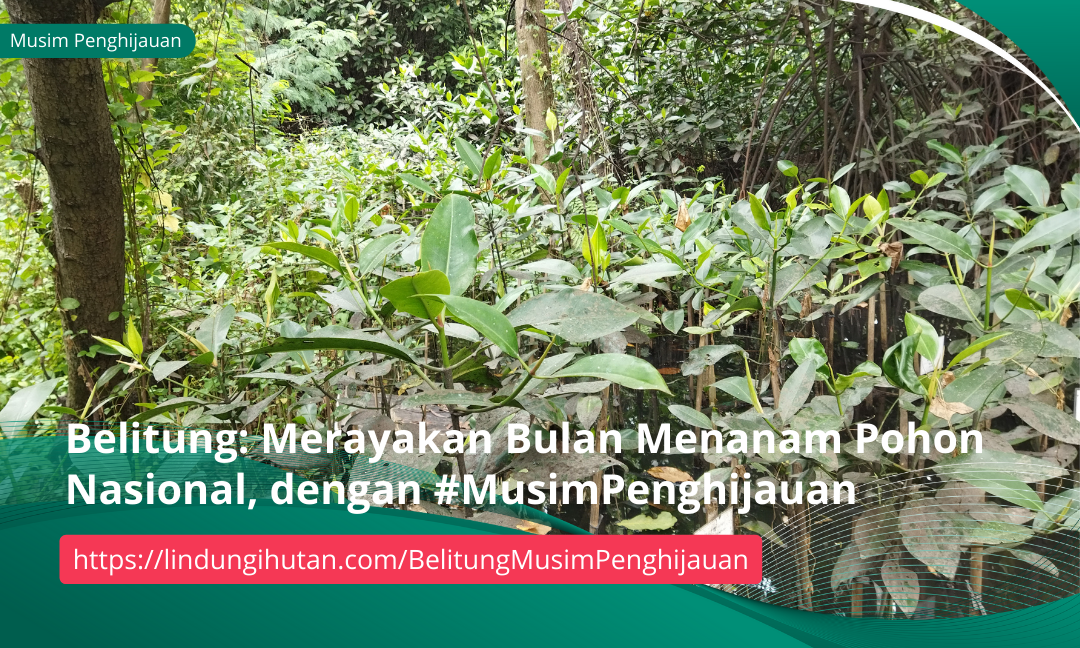 Musim Penghijauan
Belitung: Merayakan Bulan Menanam Pohon
Nasional, dengan #MusimPenghijauan
https://lindungihutan.com/BelitungMusimPenghijauan